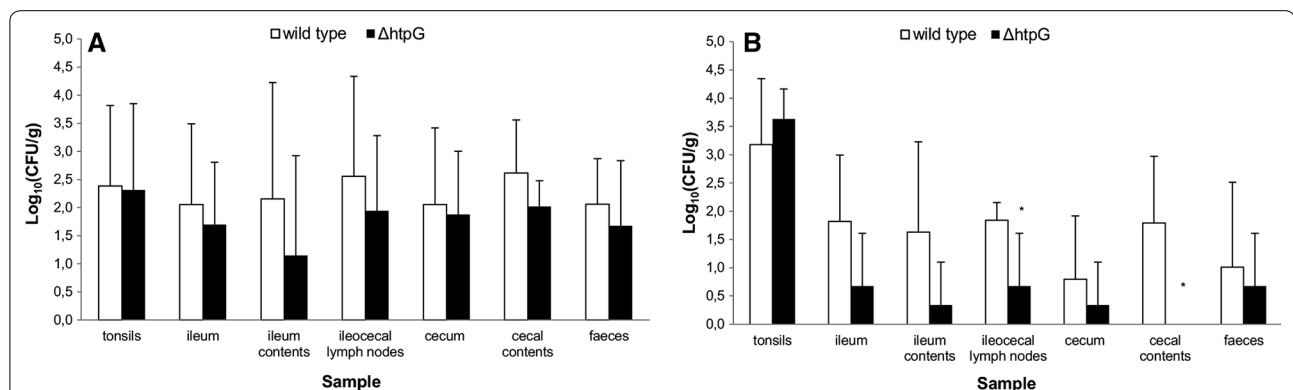 A
wild type ΔhtpG
Log10(CFU/g)
5,0
4,5
4,0
3,5
3,0
2,5
2,0
1,5
1,0
0,5
0,0
tonsils ileum ileum contents ileocecal lymph nodes cecum cecal contents faeces
Sample
B
wild type ΔhtpG
Log10(CFU/g)
5,0
4,5
4,0
3,5
3,0
2,5
2,0
1,5
1,0
0,5
0,0
*
*
tonsils ileum ileum contents ileocecal lymph nodes cecum cecal contents faeces
Sample